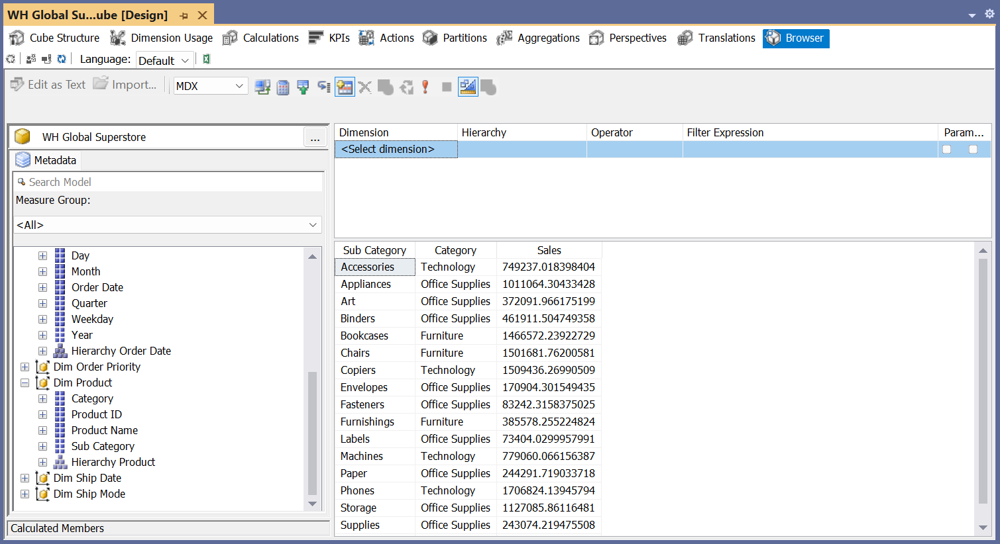 WH Global Su...ube [Design]
Cube Structure Dimension Usage Calculations KPIs Actions Partitions Aggregations Perspectives Translations Browser
Language: Default
Edit as Text Import... MDX
WH Global Superstore ...
Metadata
Search Model
Measure Group:
<All>
Day
Month
Order Date
Quarter
Weekday
Year
Hierarchy Order Date
Dim Order Priority
Dim Product
Category
Product ID
Product Name
Sub Category
Hierarchy Product
Dim Ship Date
Dim Ship Mode
Calculated Members
Dimension Hierarchy Operator Filter Expression Param...
<Select dimension>
Sub Category Category Sales
Accessories Technology 749237.018398404
Appliances Office Supplies 1011064.30433428
Art Office Supplies 372091.966175199
Binders Office Supplies 461911.504749358
Bookcases Furniture 1466572.23922729
Chairs Furniture 1501681.76200581
Copiers Technology 1509436.26990509
Envelopes Office Supplies 170904.301549435
Fasteners Office Supplies 83242.3158375025
Furnishings Furniture 385578.255224824
Labels Office Supplies 73404.0299957991
Machines Technology 779060.066156387
Paper Office Supplies 244291.719033718
Phones Technology 1706824.13945794
Storage Office Supplies 1127085.86116481
Supplies Office Supplies 243074.219475508